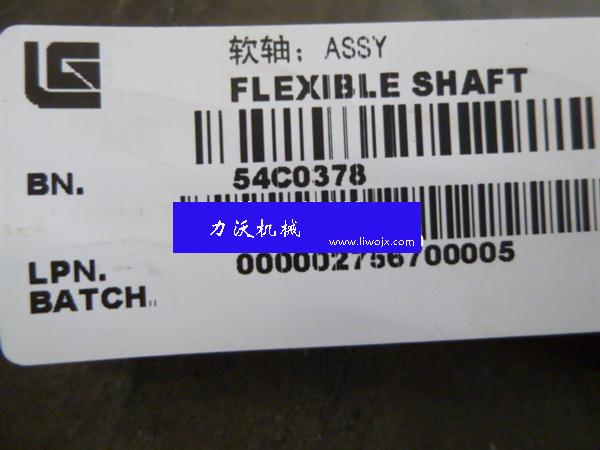 软轴; ASSY
FLEXIBLE SHAFT
BN. 54C0378
力沃机械
www.liwojx.com
LPN. 000002756700005
BATCH